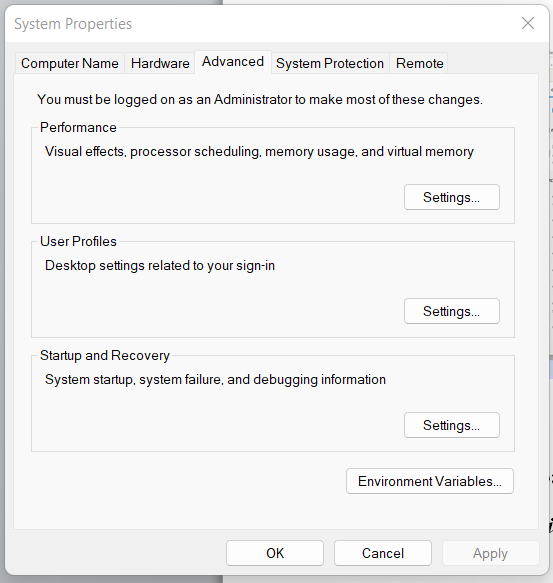 System Properties
Computer Name Hardware Advanced System Protection Remote
You must be logged on as an Administrator to make most of these changes.
Performance
Visual effects, processor scheduling, memory usage, and virtual memory
Settings...
User Profiles
Desktop settings related to your sign-in
Settings...
Startup and Recovery
System startup, system failure, and debugging information
Settings...
Environment Variables...
OK Cancel Apply